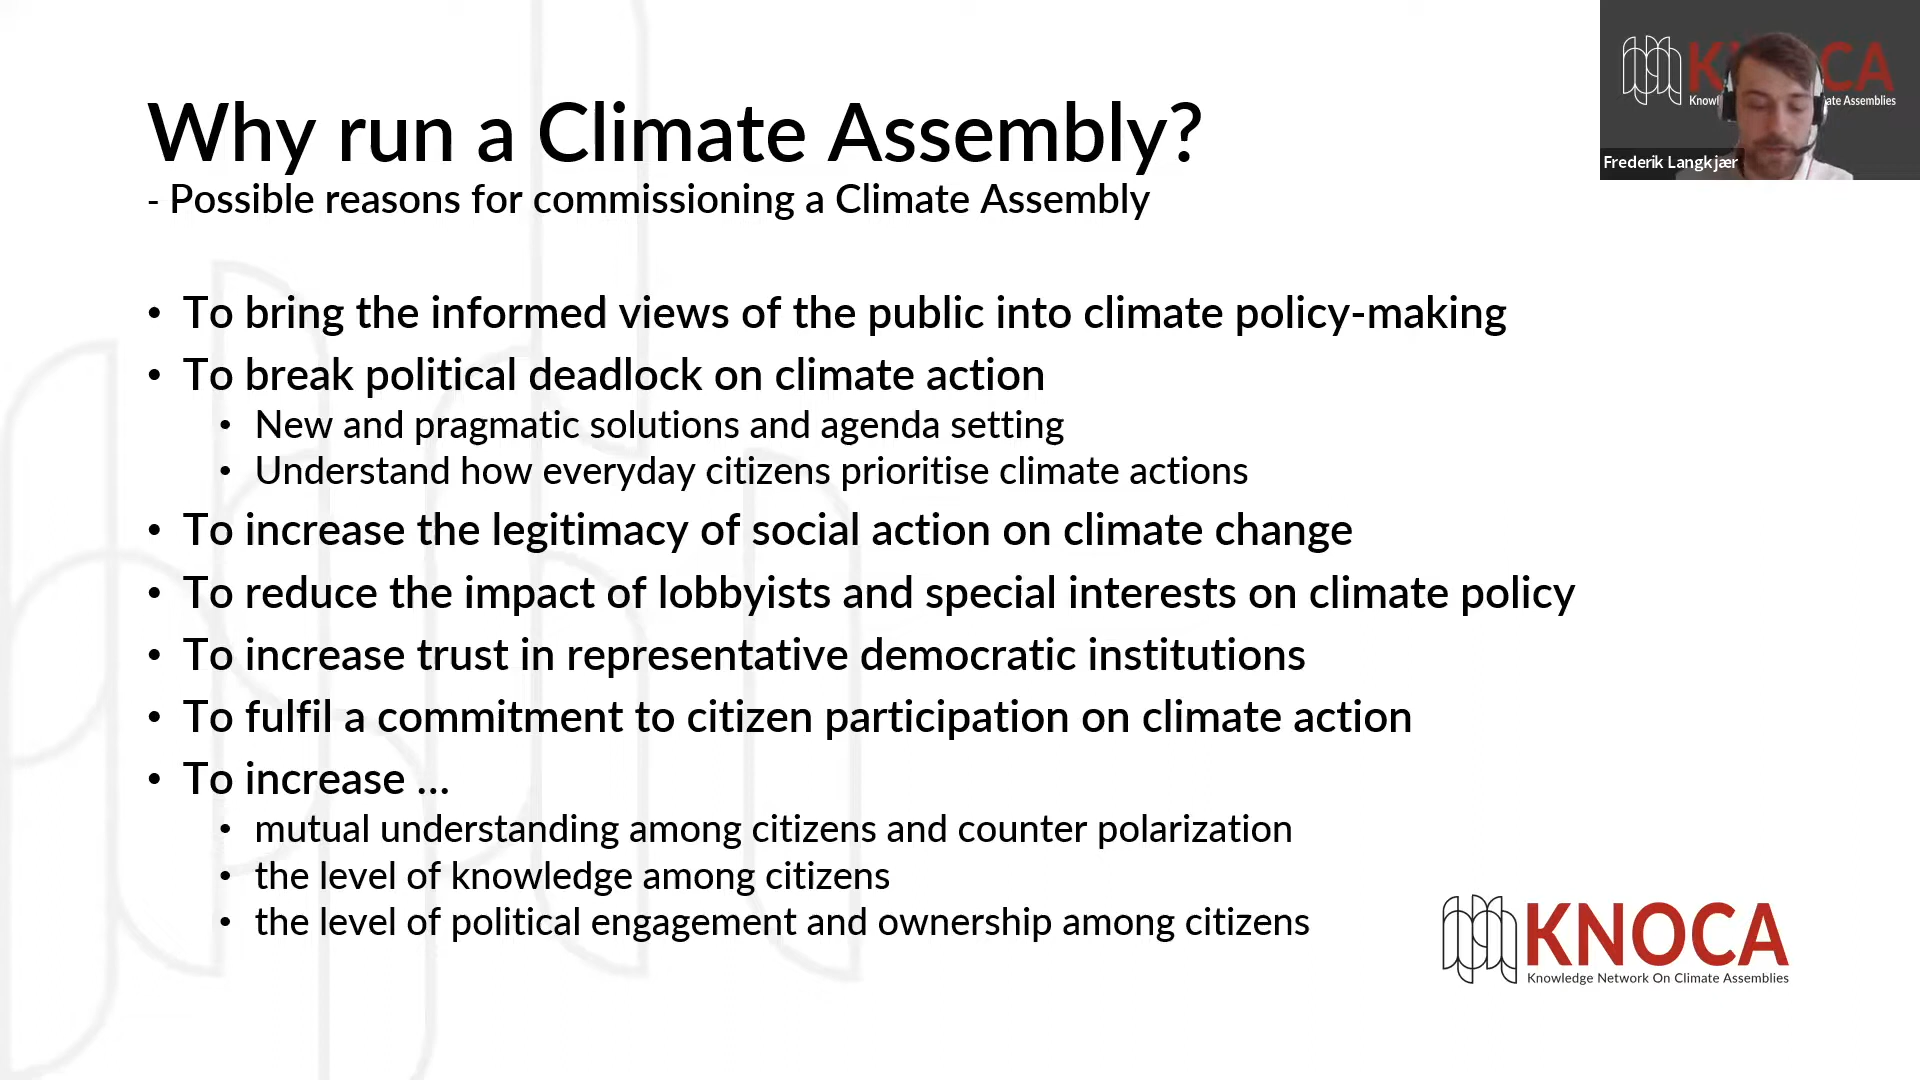 Why run a Climate Assembly?
- Possible reasons for commissioning a Climate Assembly
• To bring the informed views of the public into climate policy-making
• To break political deadlock on climate action
• New and pragmatic solutions and agenda setting
• Understand how everyday citizens prioritise climate actions
• To increase the legitimacy of social action on climate change
• To reduce the impact of lobbyists and special interests on climate policy
• To increase trust in representative democratic institutions
• To fulfil a commitment to citizen participation on climate action
• To increase ...
• mutual understanding among citizens and counter polarization
• the level of knowledge among citizens
• the level of political engagement and ownership among citizens
KNOCA
Knowledge Network On Climate Assemblies
K CA
Knowl ate Assemblies
Frederik Langkjær